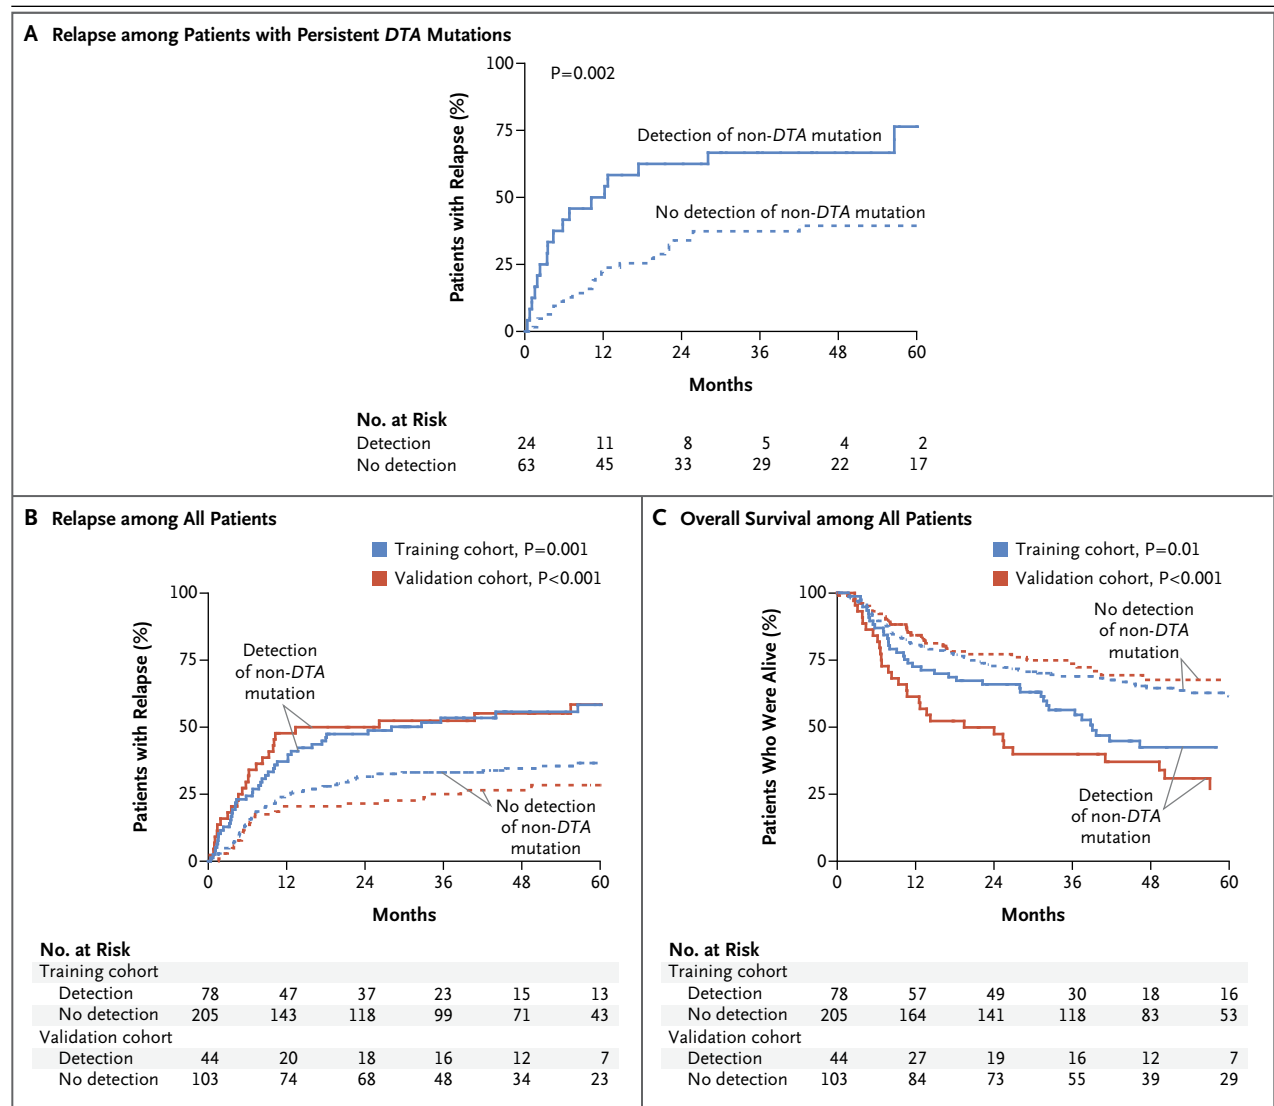 A Relapse among Patients with Persistent DTA Mutations
100
75
50
25
0
Patients with Relapse (%)
P=0.002
Detection of non-DTA mutation
No detection of non-DTA mutation
0 12 24 36 48 60
Months
No. at Risk
Detection 24 11 8 5 4 2
No detection 63 45 33 29 22 17
B Relapse among All Patients
Training cohort, P=0.001
Validation cohort, P<0.001
100
75
50
25
0
Patients with Relapse (%)
Detection
of non-DTA
mutation
No detection
of non-DTA
mutation
0 12 24 36 48 60
Months
No. at Risk
Training cohort
Detection 78 47 37 23 15 13
No detection 205 143 118 99 71 43
Validation cohort
Detection 44 20 18 16 12 7
No detection 103 74 68 48 34 23
C Overall Survival among All Patients
Training cohort, P=0.01
Validation cohort, P<0.001
100
75
50
25
0
Patients Who Were Alive (%)
No detection
of non-DTA
mutation
Detection
of non-DTA
mutation
0 12 24 36 48 60
Months
No. at Risk
Training cohort
Detection 78 57 49 30 18 16
No detection 205 164 141 118 83 53
Validation cohort
Detection 44 27 19 16 12 7
No detection 103 84 73 55 39 29